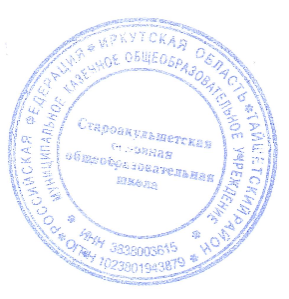 РОССИЙСКАЯ ФЕДЕРАЦИЯ * ИРКУТСКАЯ ОБЛАСТЬ * ТАЙШЕТСКИЙ РАЙОН *
МУНИЦИПАЛЬНОЕ КАЗЕННОЕ ОБЩЕОБРАЗОВАТЕЛЬНОЕ УЧРЕЖДЕНИЕ
Староакульшетская
общеобразовательная
школа
* ИНН 3838003615
* ОГРН 1023801943879 *